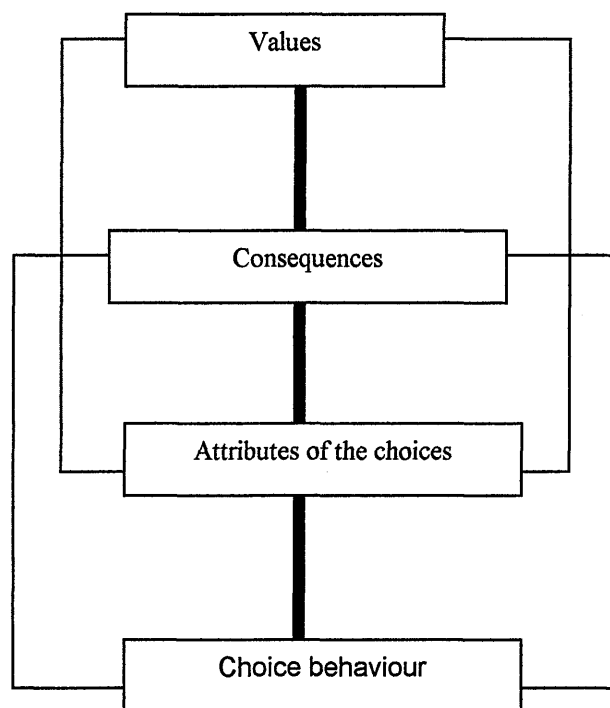 Values
Consequences
Attributes of the choices
Choice behaviour